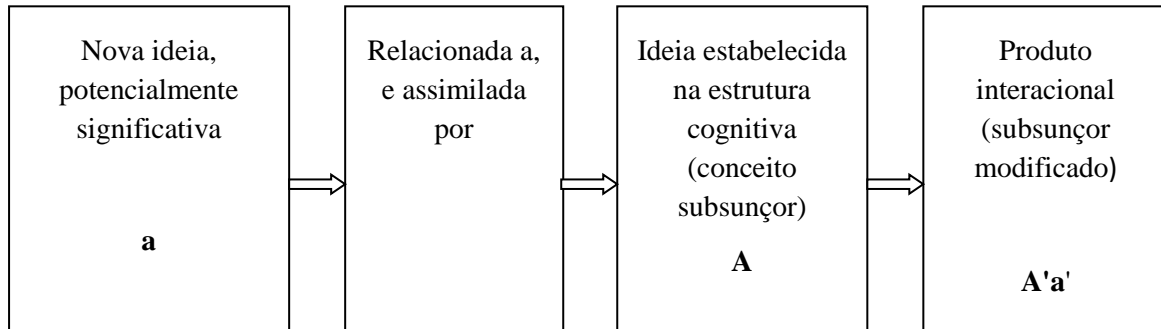 Nova ideia,
potencialmente
significativa
a
Relacionada a,
e assimilada
por
Ideia estabelecida
na estrutura
cognitiva
(conceito
subsunçor)
A
Produto
interacional
(subsunçor
modificado)
A'a'